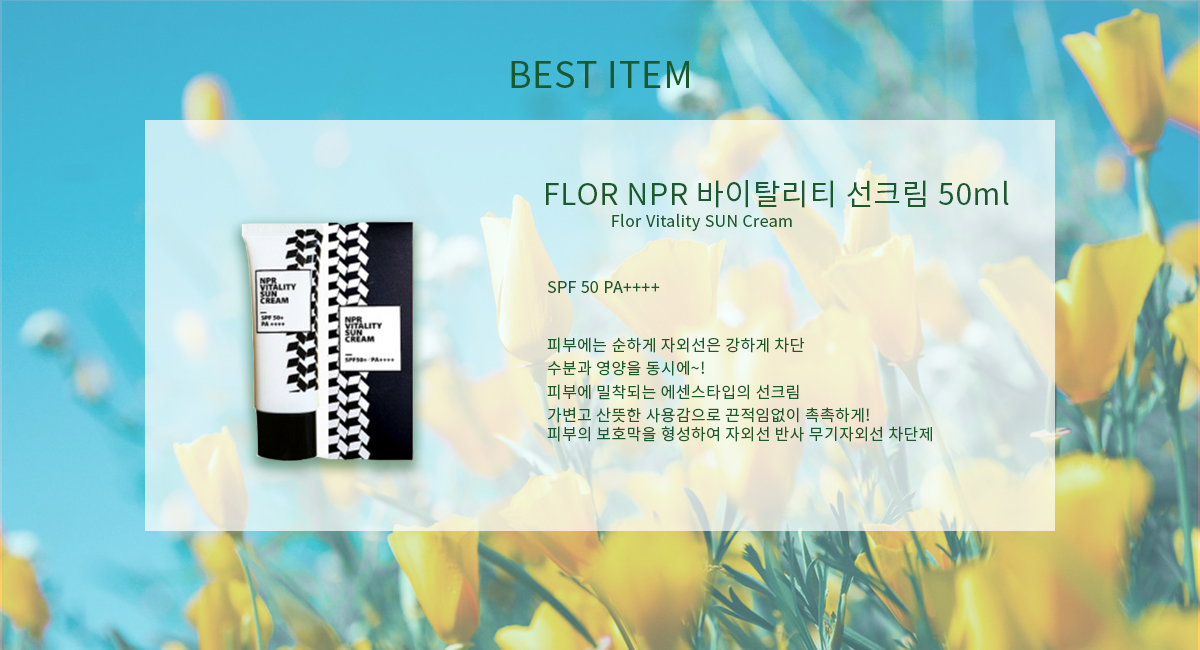 BEST ITEM
FLOR NPR 바이탈리티 선크림 50ml
Flor Vitality SUN Cream
SPF 50 PA++++
피부에는 순하게 자외선은 강하게 차단
수분과 영양을 동시에~!
피부에 밀착되는 에센스타입의 선크림
가변고 산뜻한 사용감으로 끈적임없이 촉촉하게!
피부의 보호막을 형성하여 자외선 반사 무기자외선 차단제
NPR
VITALITY
SUN
CREAM
SPF 50+
PA ++++
NPR
VITALITY
SUN
CREAM
SPF50+ / PA++++